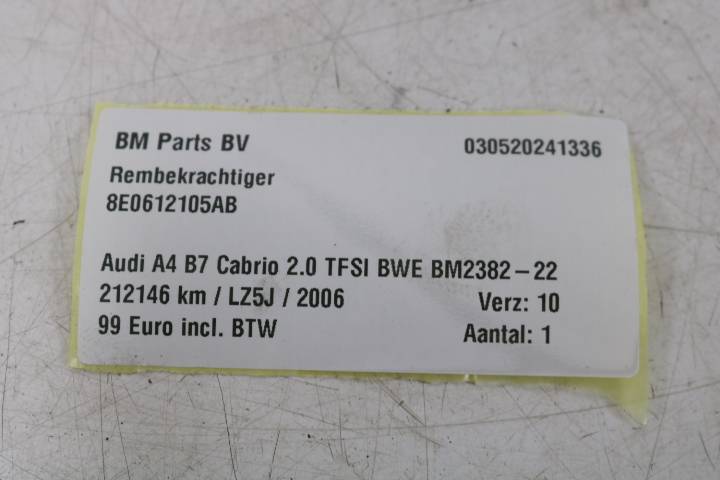 BM Parts BV 030520241336
Rembekrachtiger
8E0612105AB
Audi A4 B7 Cabrio 2.0 TFSI BWE BM2382-22
212146 km / LZ5J / 2006 Verz: 10
99 Euro incl. BTW Aantal: 1